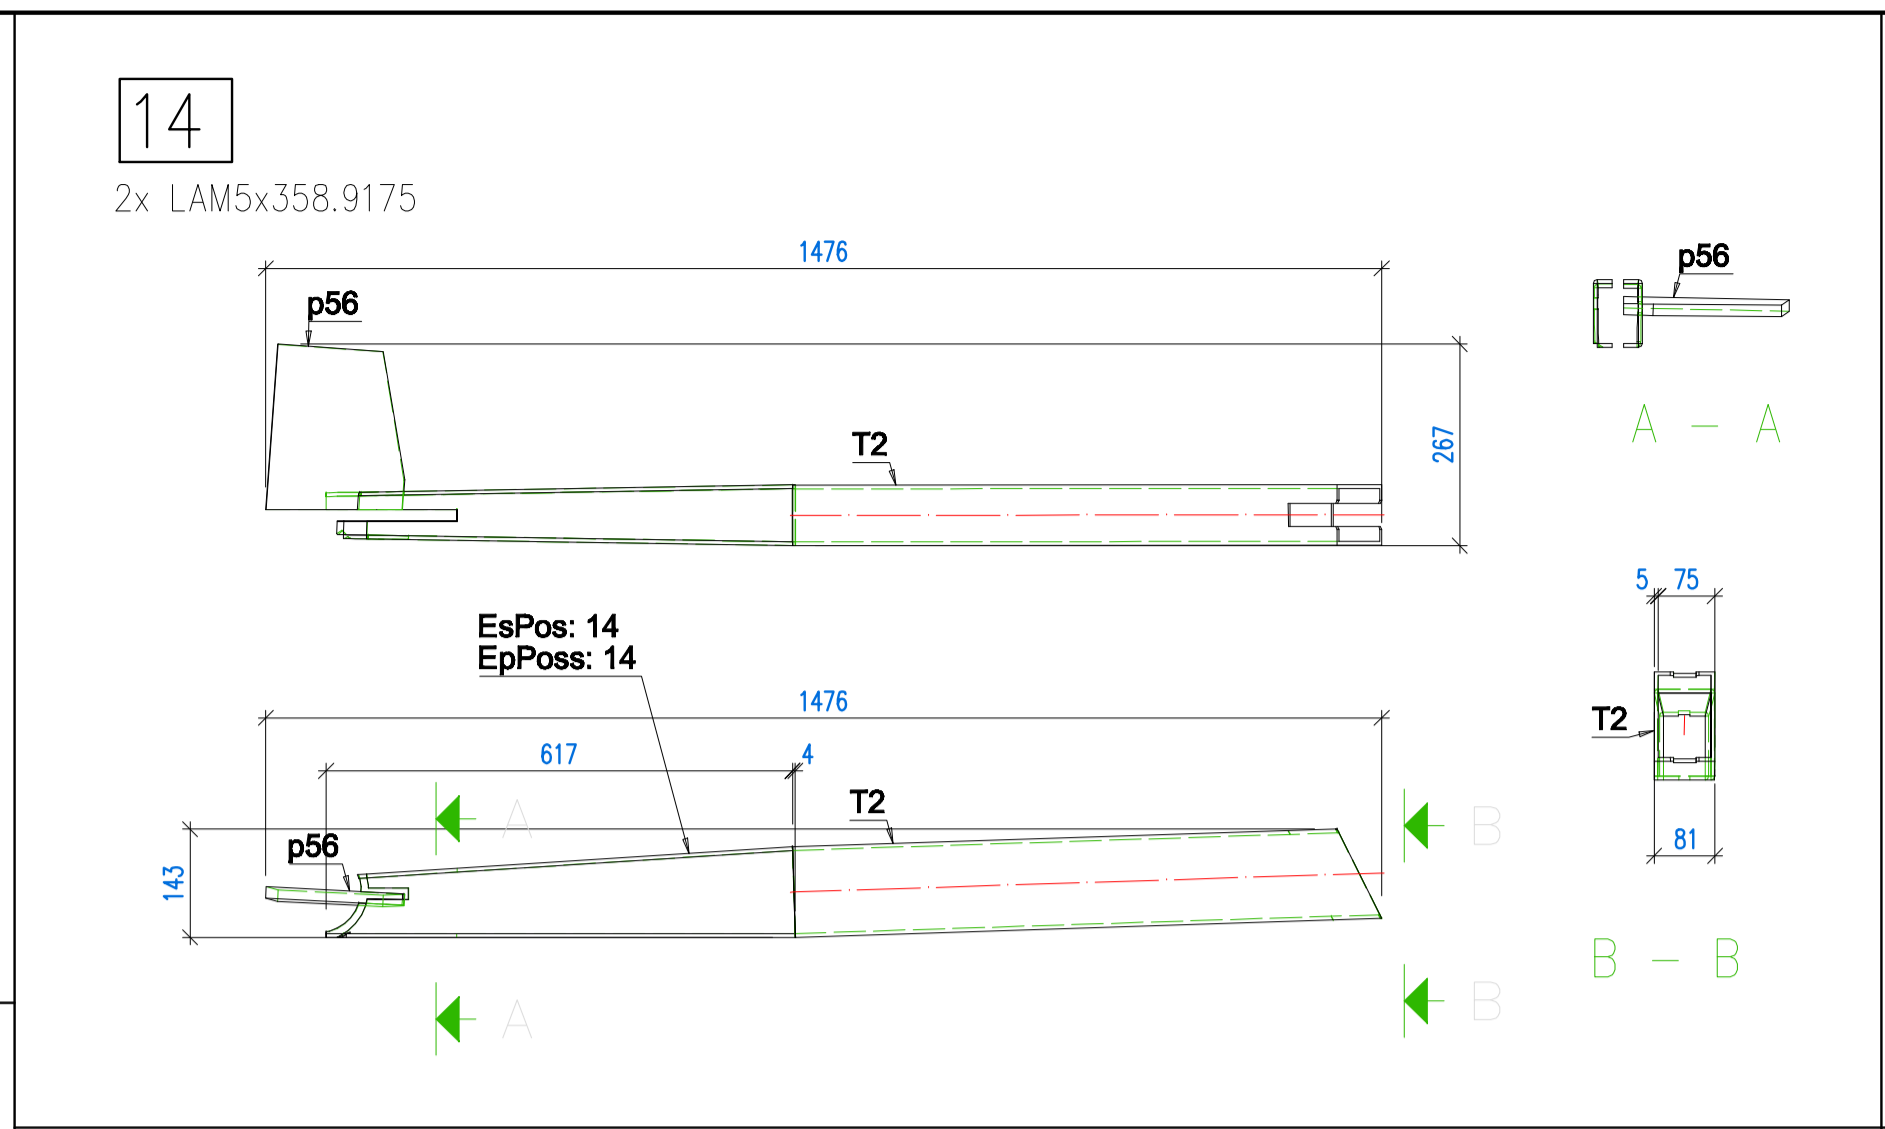 14
2x LAM5x358.9175
1476
p56
p56
A - A
T2
267
5 75
EsPos: 14
EpPoss: 14
1476
T2
617
4
T2
A
B
p56
143
81
B - B
A
B